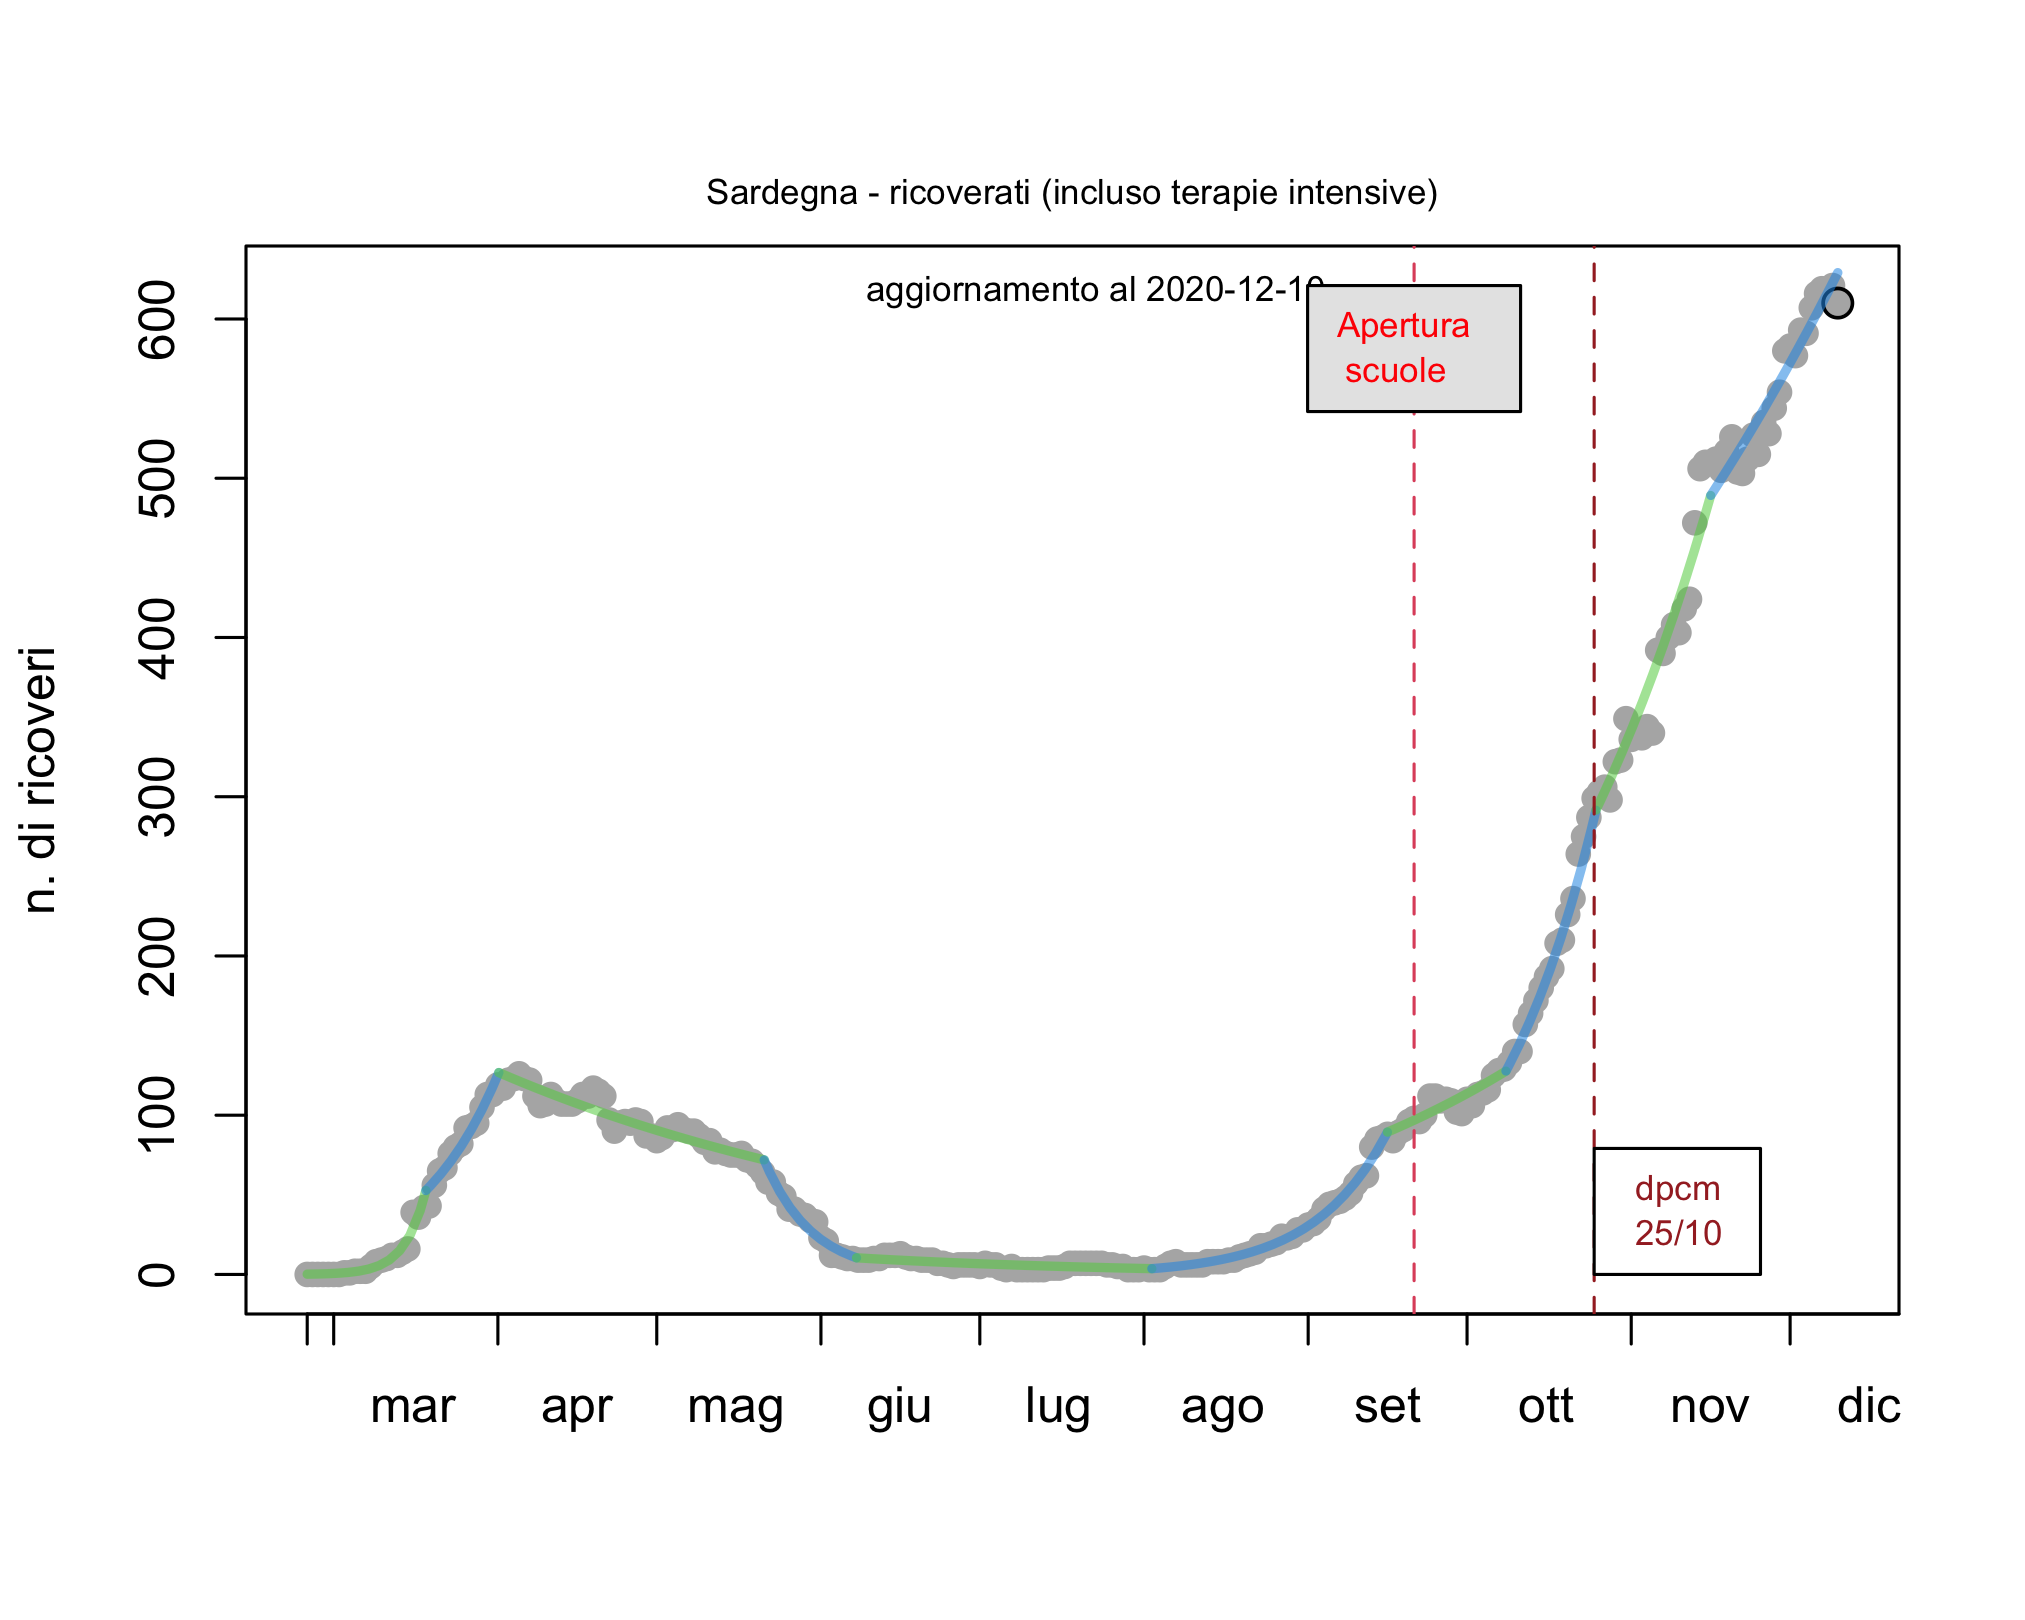 Sardegna - ricoverati (incluso terapie intensive)
aggiornamento al 2020-12-10
Apertura
scuole
n. di ricoveri
600
500
400
300
200
100
0
dpcm
25/10
mar apr mag giu lug ago set ott nov dic